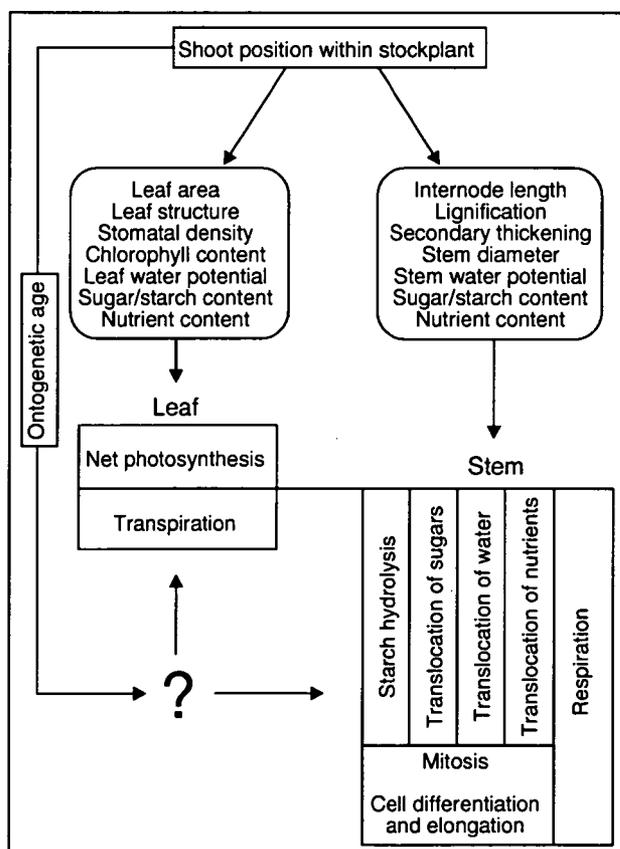 Shoot position within stockplant
Ontogenetic age
Leaf area
Leaf structure
Stomatal density
Chlorophyll content
Leaf water potential
Sugar/starch content
Nutrient content
Internode length
Lignification
Secondary thickening
Stem diameter
Stem water potential
Sugar/starch content
Nutrient content
Leaf
Net photosynthesis
Transpiration
?
Stem
Starch hydrolysis
Translocation of sugars
Translocation of water
Translocation of nutrients
Respiration
Mitosis
Cell differentiation
and elongation